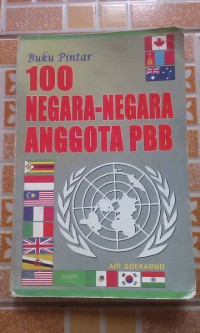 Buku Pintar
100
NEGARA-NEGARA
ANGGOTA PBB
ARI SOEKARNO